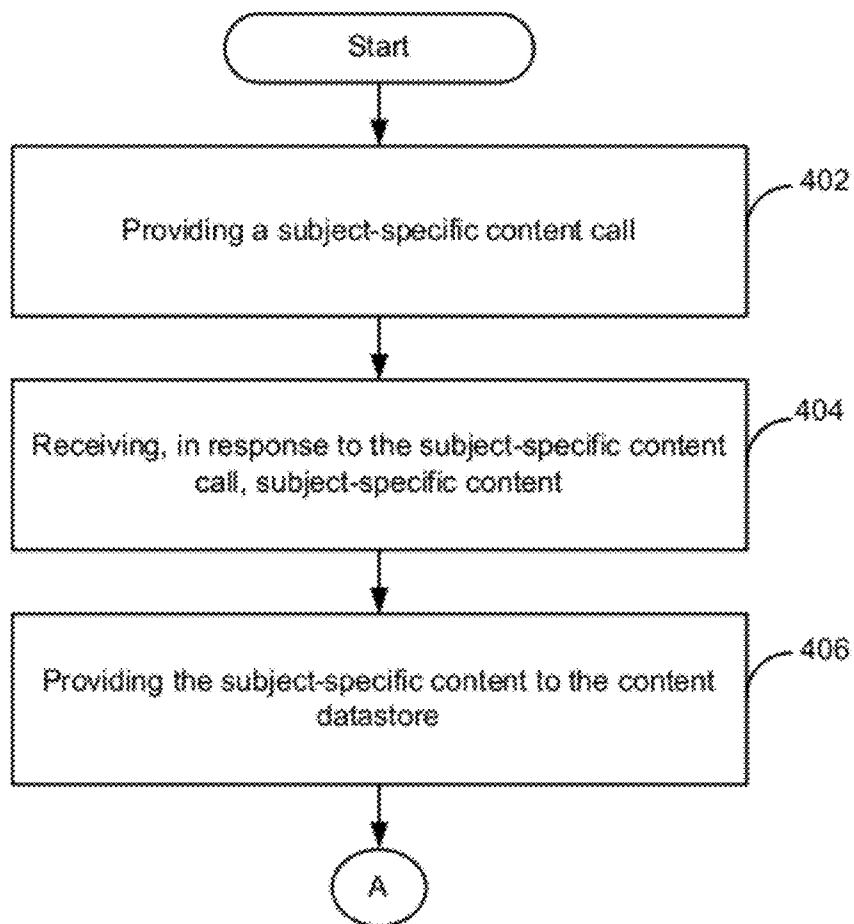 Start
402
Providing a subject-specific content call
404
Receiving, in response to the subject-specific content
call, subject-specific content
406
Providing the subject-specific content to the content
datastore
A